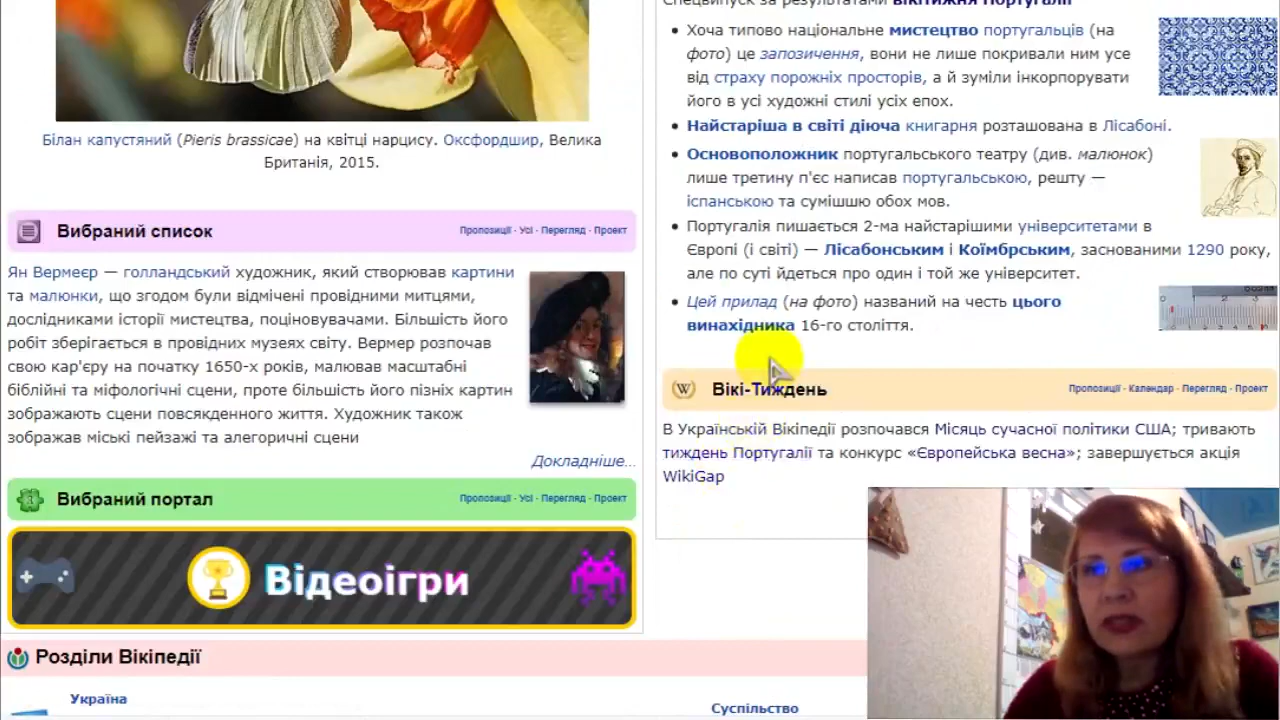 Білан капустяний (Pieris brassicae) на квітці нарцису. Оксфордшир, Велика
Британія, 2015.
Вибраний список
Пропозиції · Усі · Перегляд · Проект
Ян Вермеєр — голландський художник, який створював картини
та малюнки, що згодом були відмічені провідними митцями,
дослідниками історії мистецтва, поціновувачами. Більшість його
робіт зберігається в провідних музеях світу. Вермер розпочав
свою кар'єру на початку 1650-х років, малював масштабні
біблійні та міфологічні сцени, проте більшість його пізніх картин
зображають сцени повсякденного життя. Художник також
зображав міські пейзажі та алегоричні сцени
Докладніше...
Вибраний портал
Пропозиції · Усі · Перегляд · Проект
Відеоігри
Спецвипуск за результатами вікітижня Португалії
Хоча типово національне мистецтво португальців (на
фото) це запозичення, вони не лише покривали ним усе
від страху порожніх просторів, а й зуміли інкорпорувати
його в усі художні стилі усіх епох.
Найстаріша в світі діюча книгарня розташована в Лісабоні.
Основоположник португальського театру (див. малюнок)
лише третину п'єс написав португальською, решту —
іспанською та сумішшю обох мов.
Португалія пишається 2-ма найстарішими університетами в
Європі (і світі) — Лісабонським і Коїмбрським, заснованими 1290 року,
але по суті йдеться про один і той же університет.
Цей прилад (на фото) названий на честь цього
винахідника 16-го століття.
Вікі-Тиждень
Пропозиції · Календар · Перегляд · Проект
В Українській Вікіпедії розпочався Місяць сучасної політики США; тривають
тиждень Португалії та конкурс «Європейська весна»; завершується акція
WikiGap
Розділи Вікіпедії
Україна
Суспільство